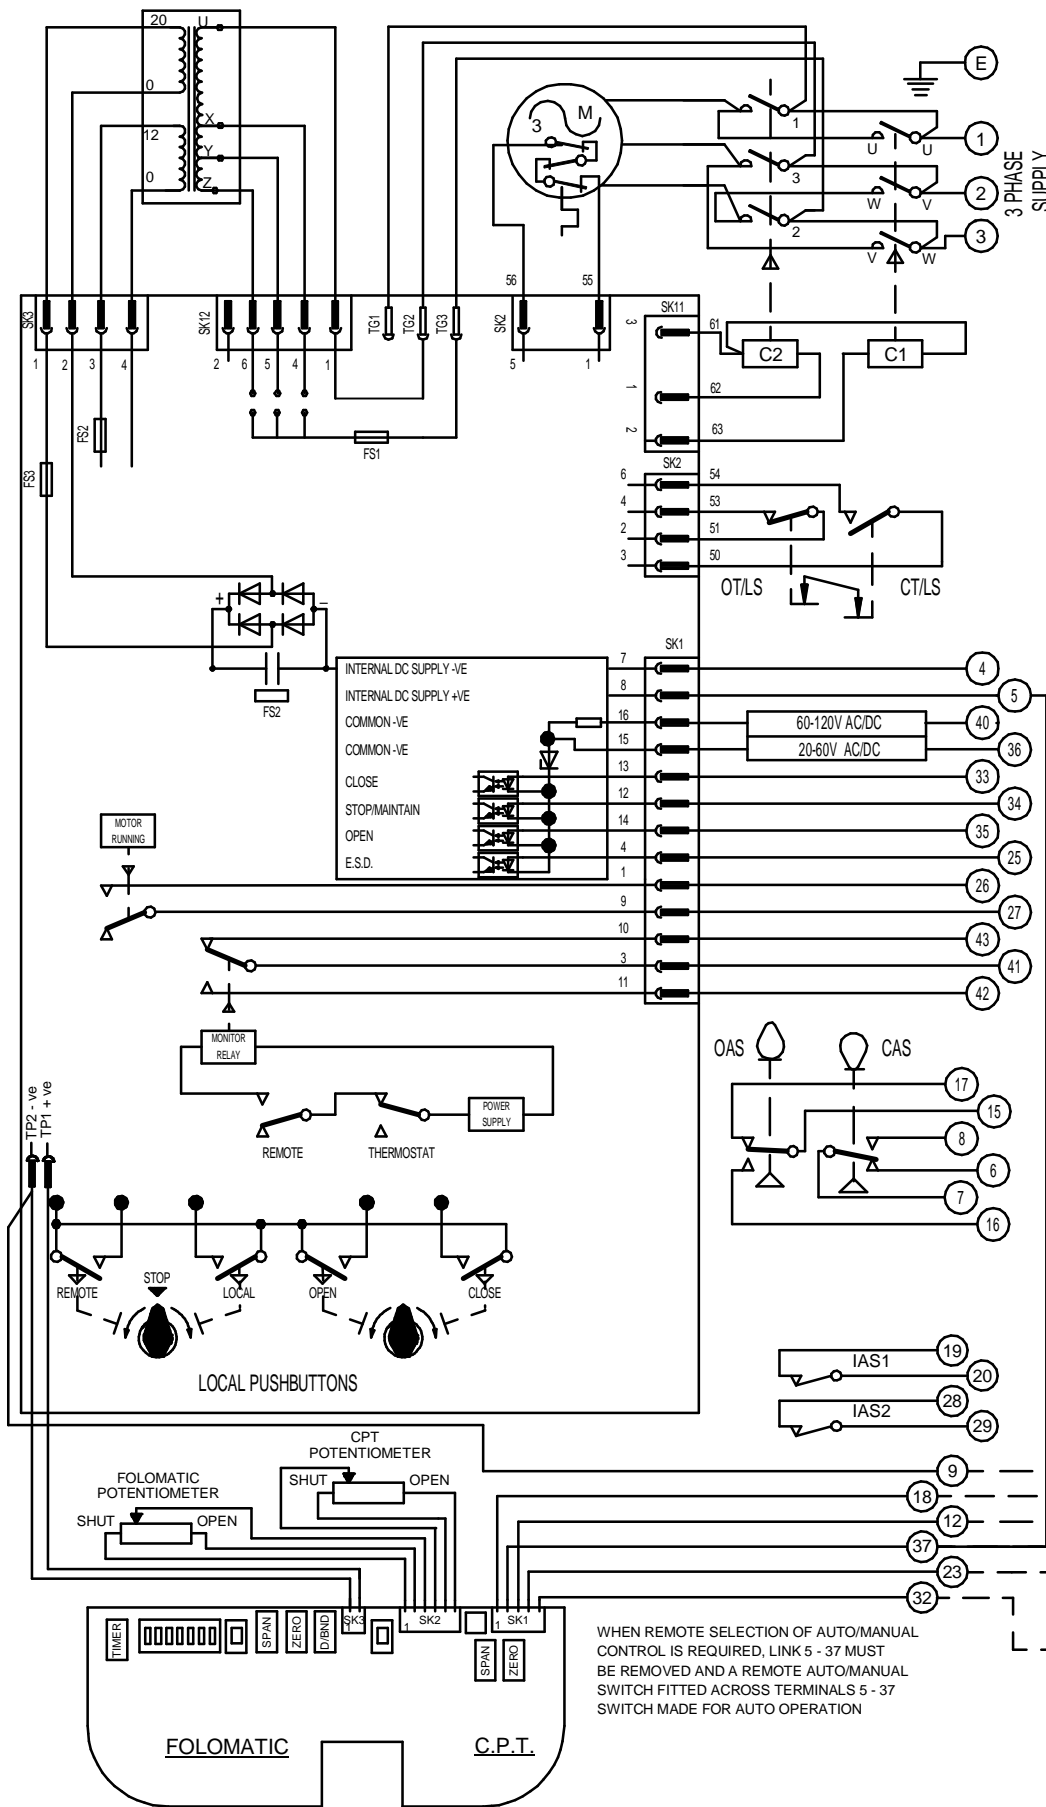 20
U
0
X
12
Y
0
Z
3
M
E
1
U
U
1
3
W
V
2
2
V
W
3
3 PHASE
SUPPLY
SK3
1
2
3
4
SK12
2
6
5
4
1
TG1
TG2
TG3
56
55
SK2
5
1
SK11
3
61
C2
C1
1
62
2
63
FS1
FS2
FS3
SK2
6
54
4
53
2
51
3
50
OT/LS
CT/LS
+
–
FS2
SK1
INTERNAL DC SUPPLY -VE
7
4
INTERNAL DC SUPPLY +VE
8
5
COMMON -VE
16
60-120V AC/DC
40
COMMON -VE
15
20-60V AC/DC
36
CLOSE
13
33
STOP/MAINTAIN
12
34
OPEN
14
35
E.S.D.
4
25
MOTOR
RUNNING
1
26
9
27
10
43
3
41
11
42
MONITOR
RELAY
REMOTE
THERMOSTAT
POWER
SUPPLY
OAS
CAS
17
15
8
6
7
16
TP2 - ve
TP1 + ve
REMOTE
STOP
LOCAL
OPEN
CLOSE
LOCAL PUSHBUTTONS
IAS1
19
20
IAS2
28
29
CPT
POTENTIOMETER
SHUT
OPEN
FOLOMATIC
POTENTIOMETER
SHUT
OPEN
9
18
12
37
23
32
TIMER
SPAN
ZERO
D/BND
SK3
1
SK2
1
SK1
1
SPAN
ZERO
WHEN REMOTE SELECTION OF AUTO/MANUAL
CONTROL IS REQUIRED, LINK 5 - 37 MUST
BE REMOVED AND A REMOTE AUTO/MANUAL
SWITCH FITTED ACROSS TERMINALS 5 - 37
SWITCH MADE FOR AUTO OPERATION
FOLOMATIC
C.P.T.